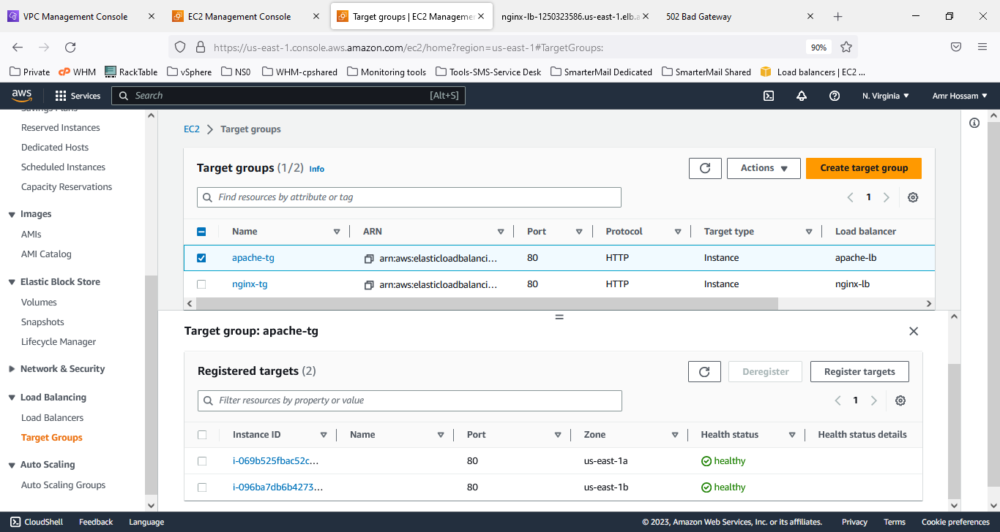 VPC Management Console
EC2 Management Console
Target groups | EC2 Manageme
nginx-lb-1250323586.us-east-1.elb.a
502 Bad Gateway
https://us-east-1.console.aws.amazon.com/ec2/home?region=us-east-1#TargetGroups:
90%
Private
WHM
RackTable
vSphere
NS0
WHM-cpshared
Monitoring tools
Tools-SMS-Service Desk
SmarterMail Dedicated
SmarterMail Shared
Load balancers | EC2 ...
aws
Services
Search
[Alt+S]
N. Virginia
Amr Hossam
Savings Plans
Reserved Instances
Dedicated Hosts
Scheduled Instances
Capacity Reservations
Images
AMIs
AMI Catalog
Elastic Block Store
Volumes
Snapshots
Lifecycle Manager
Network & Security
Load Balancing
Load Balancers
Target Groups
Auto Scaling
Auto Scaling Groups
EC2 > Target groups
Target groups (1/2) Info
Actions
Create target group
Find resources by attribute or tag
1
Name ARN Port Protocol Target type Load balancer
apache-tg arn:aws:elasticloadbalanci... 80 HTTP Instance apache-lb
nginx-tg arn:aws:elasticloadbalanci... 80 HTTP Instance nginx-lb
Target group: apache-tg
Registered targets (2)
Deregister
Register targets
Filter resources by property or value
1
Instance ID Name Port Zone Health status Health status details
i-069b525fbac52c... 80 us-east-1a healthy
i-096ba7db6b4273... 80 us-east-1b healthy
CloudShell
Feedback
Language
© 2023, Amazon Web Services, Inc. or its affiliates.
Privacy
Terms
Cookie preferences